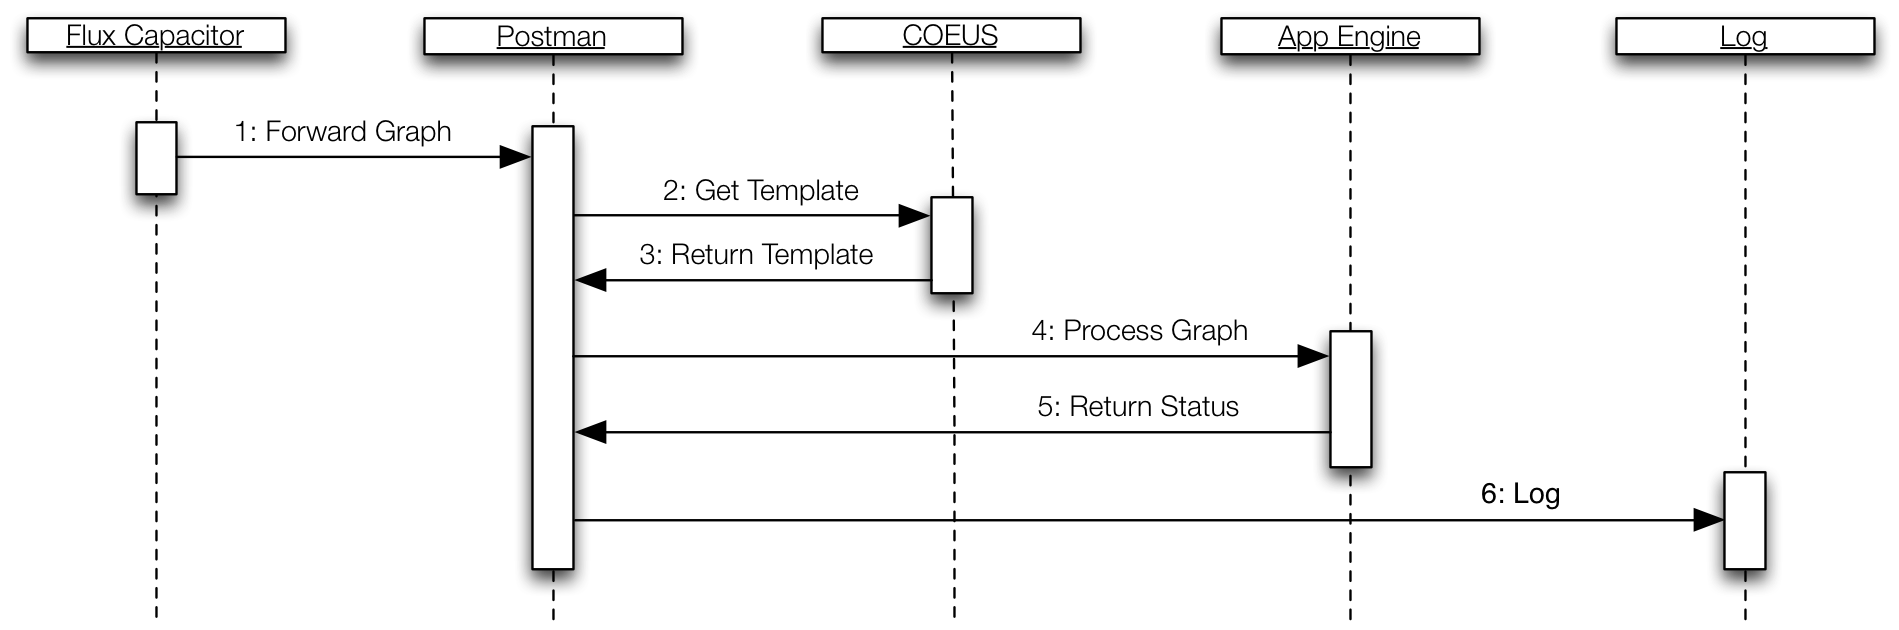 Flux Capacitor
Postman
COEUS
App Engine
Log
1: Forward Graph
2: Get Template
3: Return Template
4: Process Graph
5: Return Status
6: Log